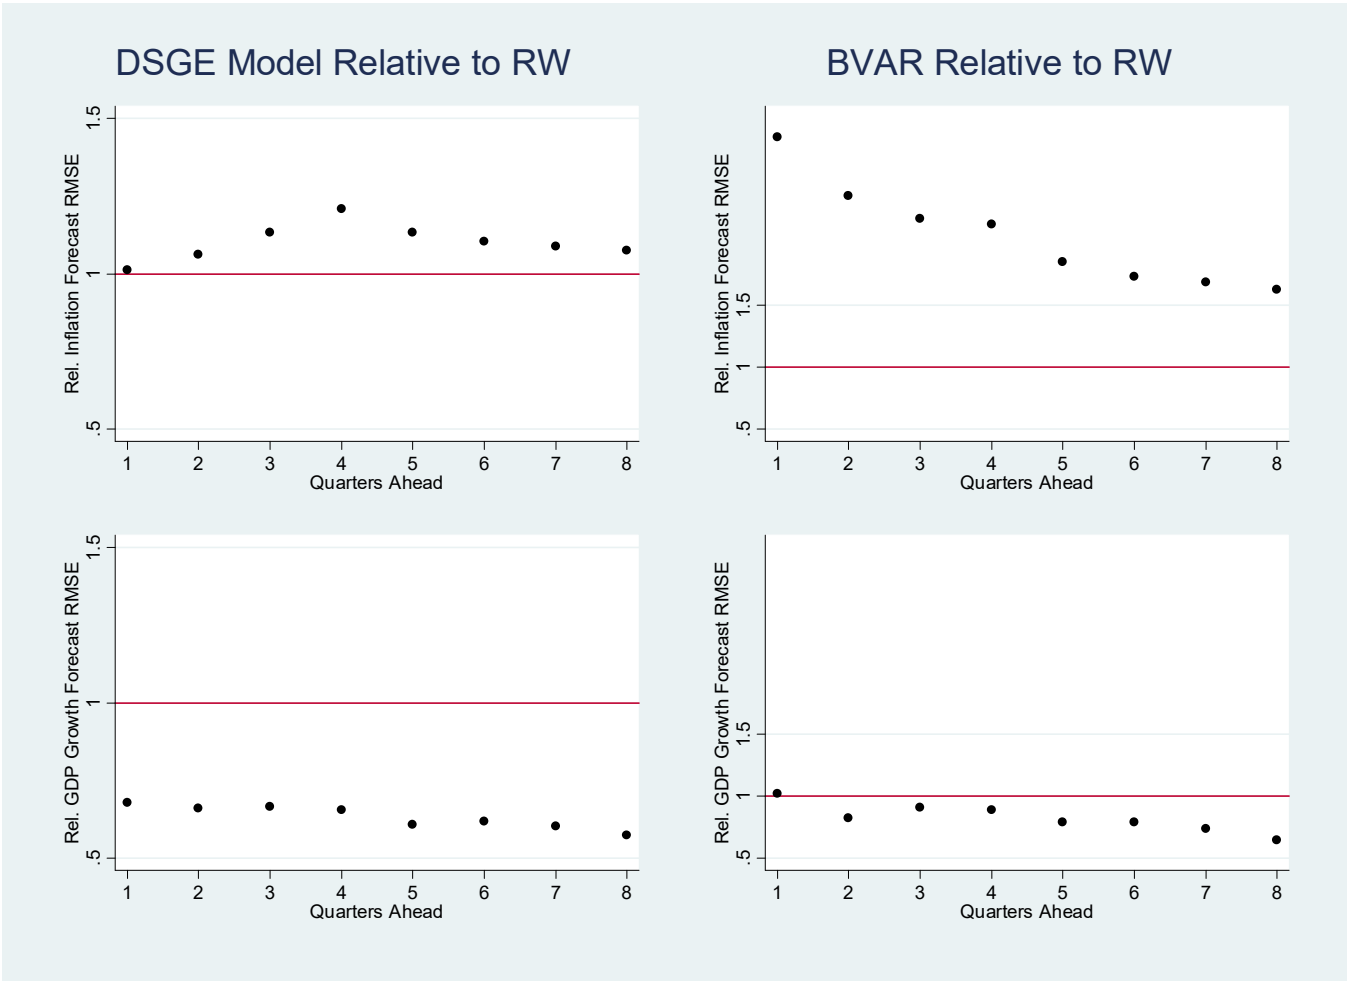 DSGE Model Relative to RW
BVAR Relative to RW
Rel. Inflation Forecast RMSE
1.5
1
.5
1 2 3 4 5 6 7 8
Quarters Ahead
Rel. Inflation Forecast RMSE
1.5
1
.5
1 2 3 4 5 6 7 8
Quarters Ahead
Rel. GDP Growth Forecast RMSE
1.5
1
.5
1 2 3 4 5 6 7 8
Quarters Ahead
Rel. GDP Growth Forecast RMSE
1.5
1
.5
1 2 3 4 5 6 7 8
Quarters Ahead